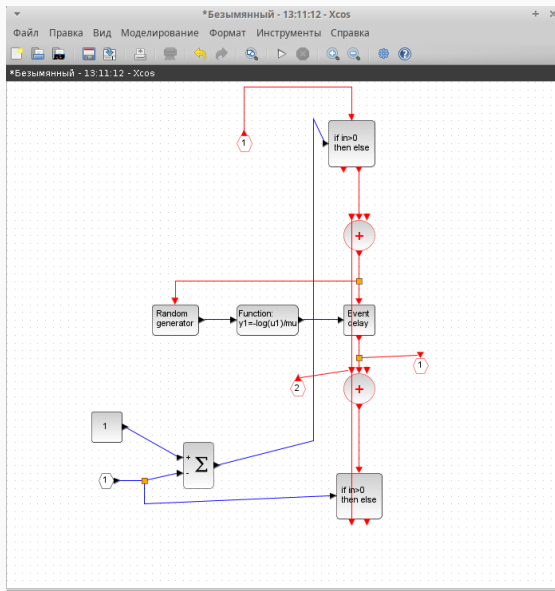 *Безымянный - 13:11:12 - Xcos
Файл Правка Вид Моделирование Формат Инструменты Справка
*Безымянный - 13:11:12 - Xcos
1
if in>0
then else
+
Random
generator
Function:
y1=-log(u1)/mu
Event
delay
1
2
+
1
+
-
Σ
1
if in>0
then else